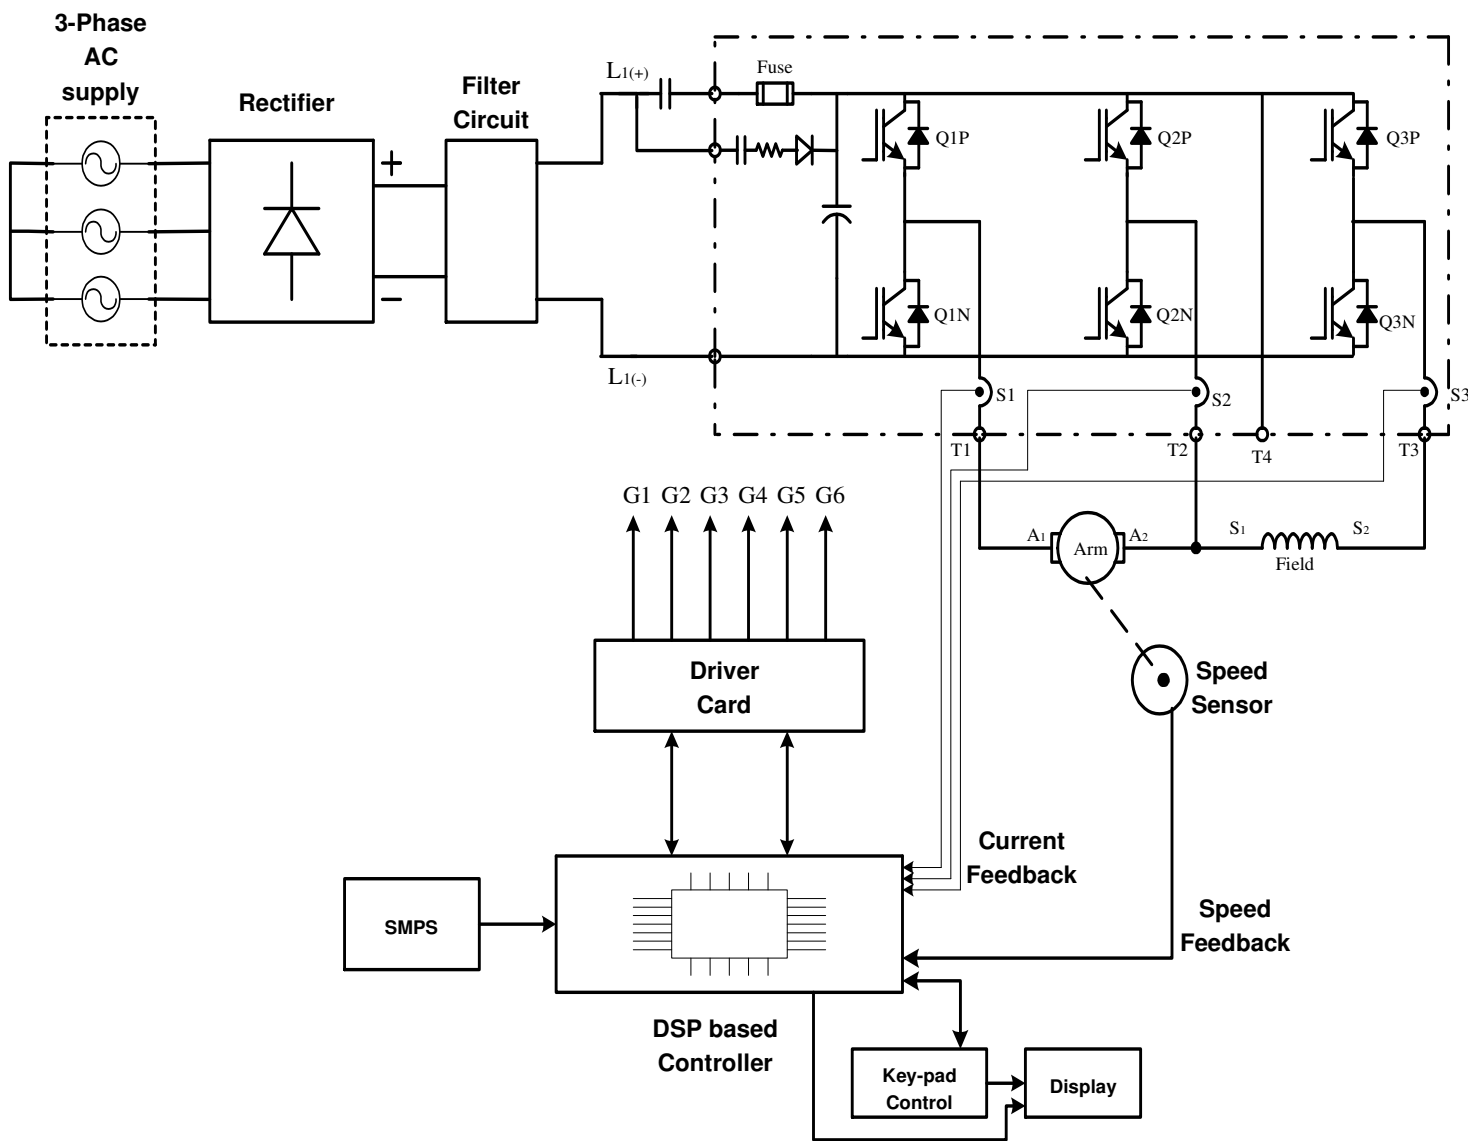 3-Phase
AC
supply
Rectifier
Filter
Circuit
L1(+)
Fuse
Q1P
Q2P
Q3P
+
−
Q1N
Q2N
Q3N
L1(-)
S1
S2
S3
T1
T2
T4
T3
G1 G2 G3 G4 G5 G6
A1
Arm
A2
S1
S2
Field
Driver
Card
Speed
Sensor
Current
Feedback
SMPS
Speed
Feedback
DSP based
Controller
Key-pad
Control
Display